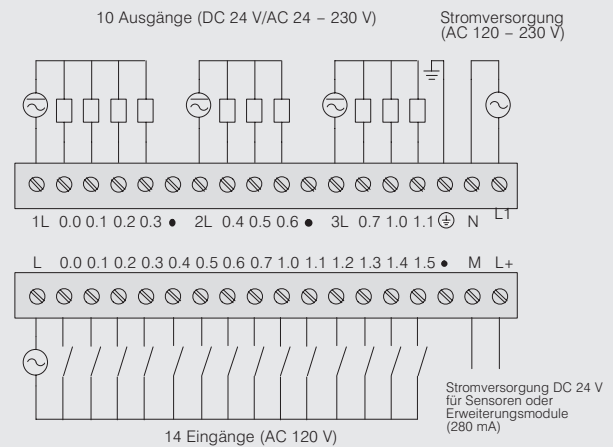 10 Ausgänge (DC 24 V/AC 24 – 230 V)
Stromversorgung
(AC 120 – 230 V)
1L 0.0 0.1 0.2 0.3 • 2L 0.4 0.5 0.6 • 3L 0.7 1.0 1.1 N L1
L 0.0 0.1 0.2 0.3 0.4 0.5 0.6 0.7 1.0 1.1 1.2 1.3 1.4 1.5 • M L+
Stromversorgung DC 24 V
für Sensoren oder
Erweiterungsmodule
(280 mA)
14 Eingänge (AC 120 V)